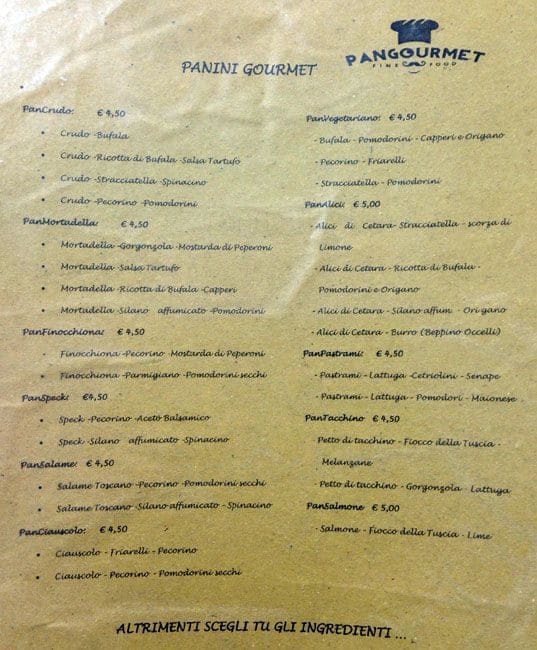 PANGOURMET
FINE FOOD
PANINI GOURMET
PanCrudo: € 4,50
Crudo -Bufala
Crudo -Ricotta di Bufala -Salsa Tartufo
Crudo -Stracciatella -Spinacino
Crudo -Pecorino -Pomodorini
PanMortadella: € 4,50
Mortadella -Gorgonzola -Mostarda di Peperoni
Mortadella -Salsa Tartufo
Mortadella -Ricotta di Bufala -Capperi
Mortadella -Silano affumicato -Pomodorini
PanFinocchiona: € 4,50
Finocchiona -Pecorino -Mostarda di Peperoni
Finocchiona -Parmigiano -Pomodorini secchi
PanSpeck: €4,50
Speck -Pecorino -Aceto Balsamico
Speck -Silano affumicato -Spinacino
PanSalame: € 4,50
Salame Toscano -Pecorino -Pomodorini secchi
Salame Toscano -Silano affumicato - Spinacino
PanCiauscolo: € 4,50
Ciauscolo - Friarelli - Pecorino
Ciauscolo - Pecorino - Pomodorini secchi
PanVegetariano: € 4,50
- Bufala - Pomodorini - Capperi e Origano
- Pecorino - Friarelli
- Stracciatella - Pomodorini
PanAlici: € 5,00
- Alici di Cetara- Stracciatella - scorza di
Limone
- Alici di Cetara - Ricotta di Bufala -
Pomodorini e Origano
- Alici di Cetara - Silano affum. - Origano
- Alici di Cetara - Burro (Beppino Occelli)
PanPastrami: € 4,50
- Pastrami - Lattuga -Cetriolini - Senape
- Pastrami - Lattuga - Pomodori - Maionese
PanTacchino € 4,50
- Petto di tacchino - Fiocco della Tuscia -
Melanzane
- Petto di tacchino - Gorgonzola - Lattuga
PanSalmone € 5,00
- Salmone - Fiocco della Tuscia - Lime
ALTRIMENTI SCEGLI TU GLI INGREDIENTI ...